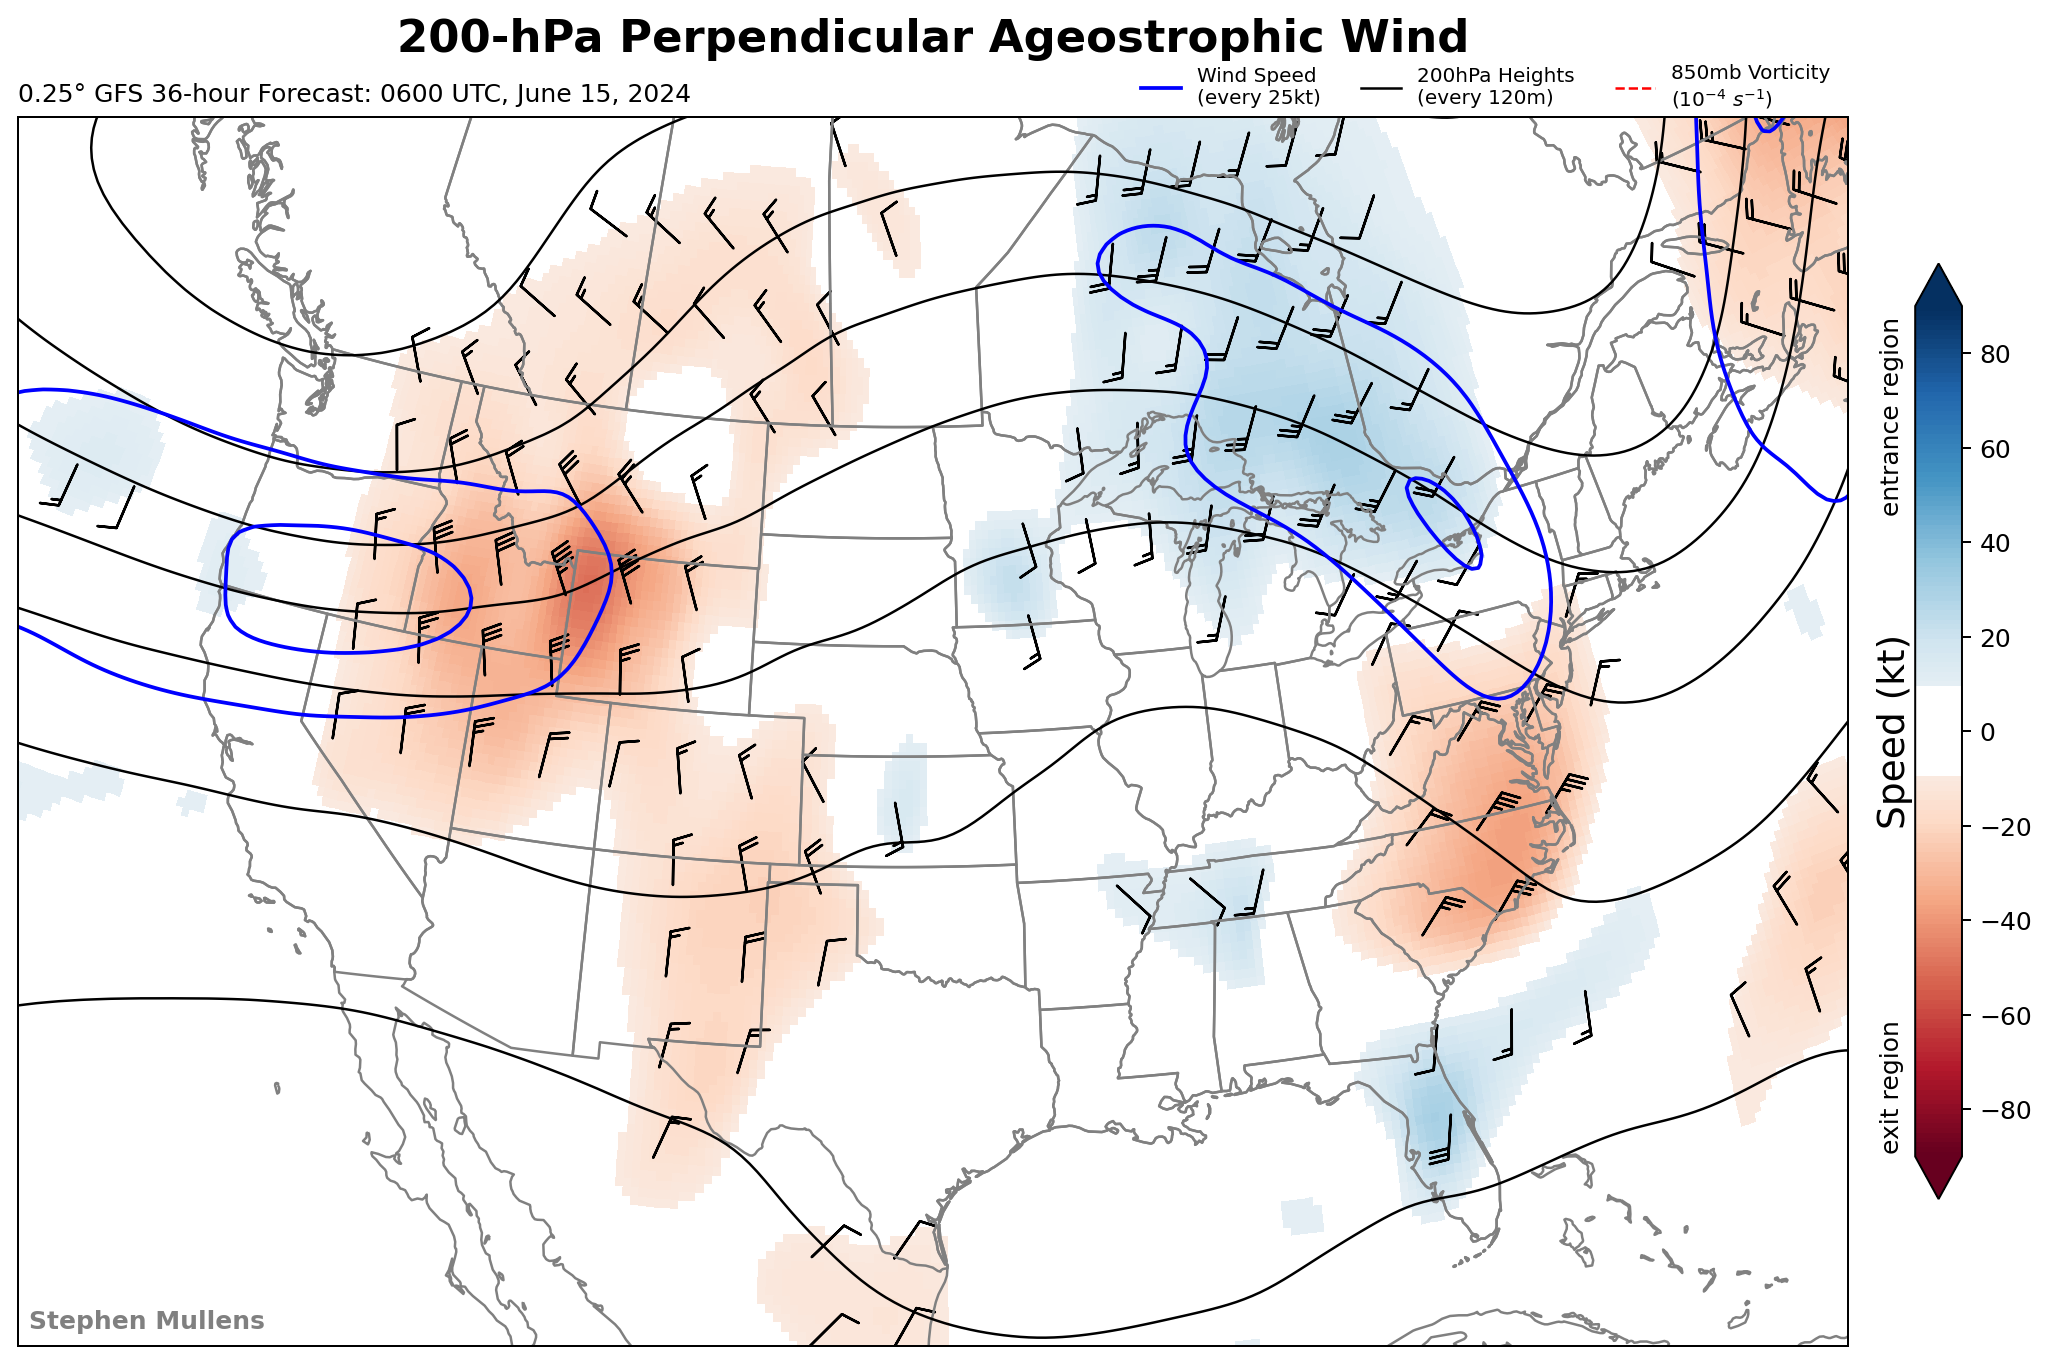 200-hPa Perpendicular Ageostrophic Wind
0.25° GFS 36-hour Forecast: 0600 UTC, June 15, 2024
Wind Speed
(every 25kt)
200hPa Heights
(every 120m)
850mb Vorticity
(10⁻⁴ s⁻¹)
entrance region
Speed (kt)
exit region
80
60
40
20
0
−20
−40
−60
−80
Stephen Mullens